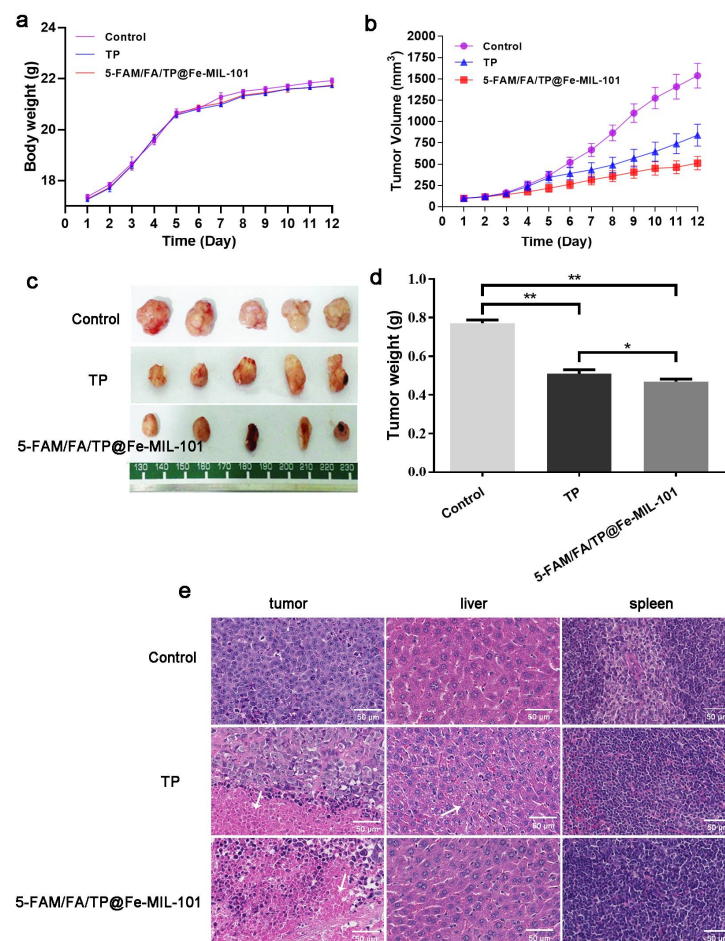 a
Body weight (g)
24
22
20
18
Control
TP
5-FAM/FA/TP@Fe-MIL-101
0 1 2 3 4 5 6 7 8 9 10 11 12
Time (Day)
b
Tumor Volume (mm³)
2000
1750
1500
1250
1000
750
500
250
0
Control
TP
5-FAM/FA/TP@Fe-MIL-101
0 1 2 3 4 5 6 7 8 9 10 11 12
Time (Day)
c
Control
TP
5-FAM/FA/TP@Fe-MIL-101
130 140 150 160 170 180 190 200 210 220 230
d
Tumor weight (g)
1.0
0.8
0.6
0.4
0.2
0.0
**
**
*
Control
TP
5-FAM/FA/TP@Fe-MIL-101
e
tumor liver spleen
Control
50 μm 50 μm 50 μm
TP
50 μm 50 μm 50 μm
5-FAM/FA/TP@Fe-MIL-101
50 μm 50 μm 50 μm